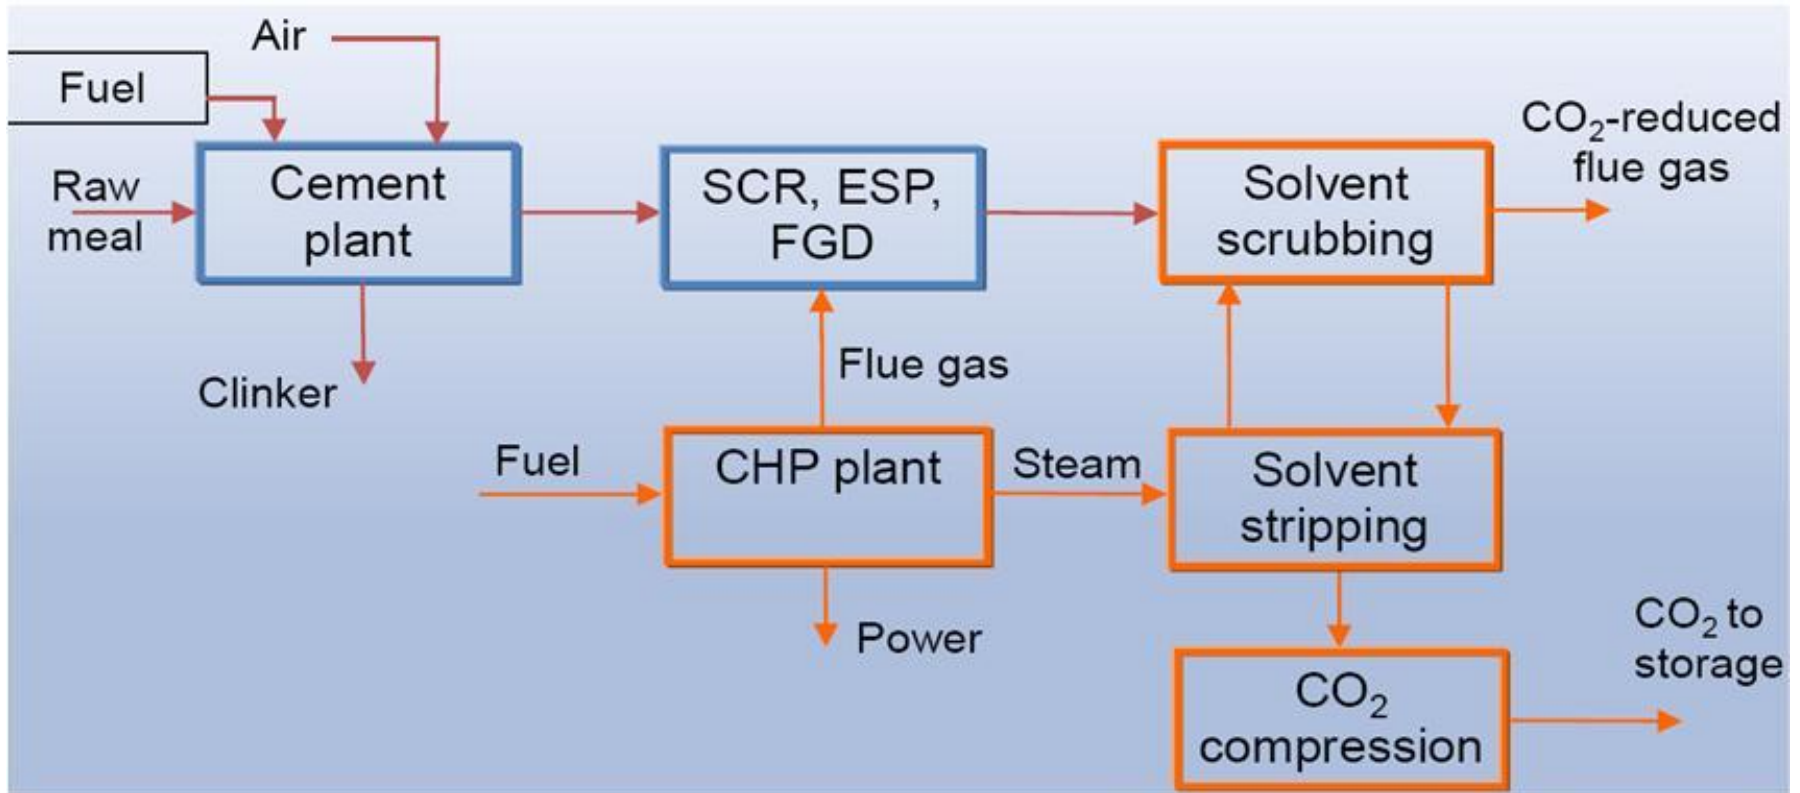 Air
Fuel
Raw
meal
Cement
plant
SCR, ESP,
FGD
Solvent
scrubbing
CO₂-reduced
flue gas
Clinker
Flue gas
Fuel
CHP plant
Steam
Solvent
stripping
Power
CO₂
compression
CO₂ to
storage